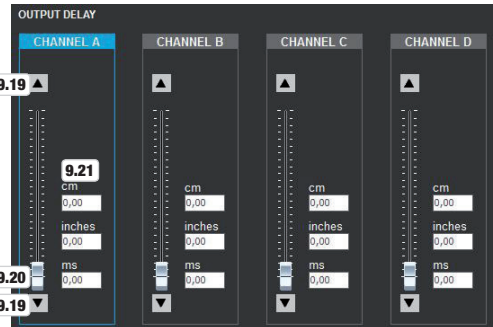 OUTPUT DELAY
CHANNEL A CHANNEL B CHANNEL C CHANNEL D
9.19
9.21
cm cm cm cm
0,00 0,00 0,00 0,00
inches inches inches inches
0,00 0,00 0,00 0,00
ms ms ms ms
9.20 0,00 0,00 0,00 0,00
9.19